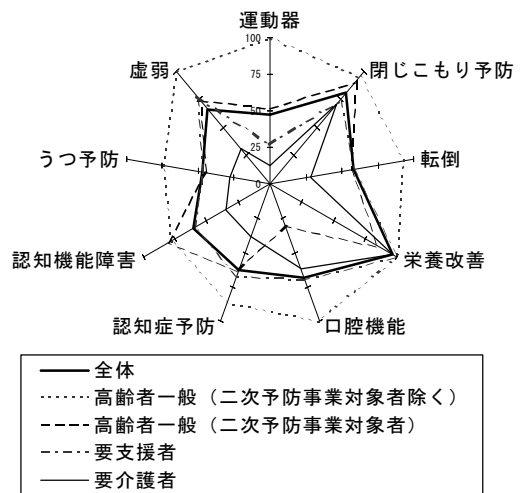 運動器
100
75
50
25
0
閉じこもり予防
転倒
栄養改善
口腔機能
認知症予防
認知機能障害
うつ予防
虚弱
全体
高齢者一般（二次予防事業対象者除く）
高齢者一般（二次予防事業対象者）
要支援者
要介護者